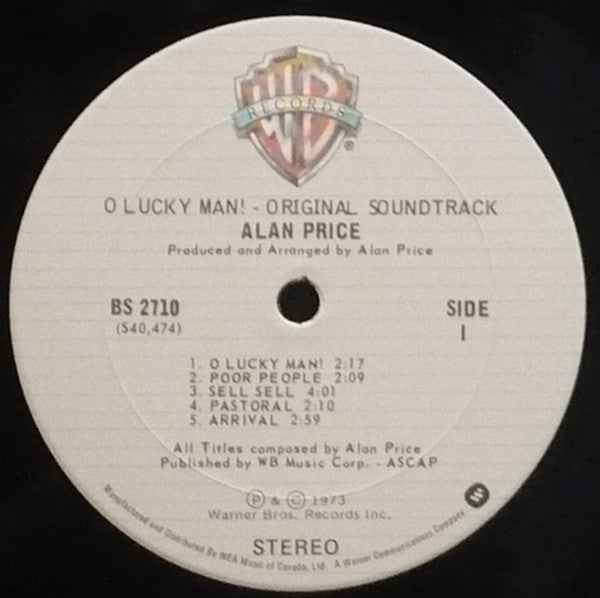 WB
RECORDS
®
O LUCKY MAN! - ORIGINAL SOUNDTRACK
ALAN PRICE
Produced and Arranged by Alan Price
BS 2710
(S40,474)
SIDE
1
1. O LUCKY MAN! 2:17
2. POOR PEOPLE 2:09
3. SELL SELL 4:01
4. PASTORAL 2:10
5. ARRIVAL 2:59
All Titles composed by Alan Price
Published by WB Music Corp. - ASCAP
Ⓟ & © 1973
Warner Bros. Records Inc.
STEREO
Manufactured and Distributed By WEA Music of Canada, Ltd. A Warner Communications Company